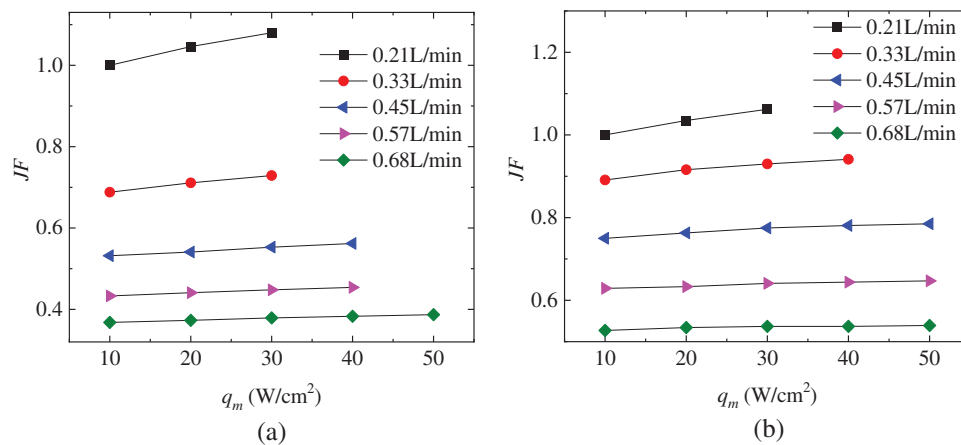 1.0
0.8
0.6
0.4
JF
10 20 30 40 50
q_m (W/cm²)
0.21L/min
0.33L/min
0.45L/min
0.57L/min
0.68L/min
(a)
1.2
1.0
0.8
0.6
JF
10 20 30 40 50
q_m (W/cm²)
0.21L/min
0.33L/min
0.45L/min
0.57L/min
0.68L/min
(b)